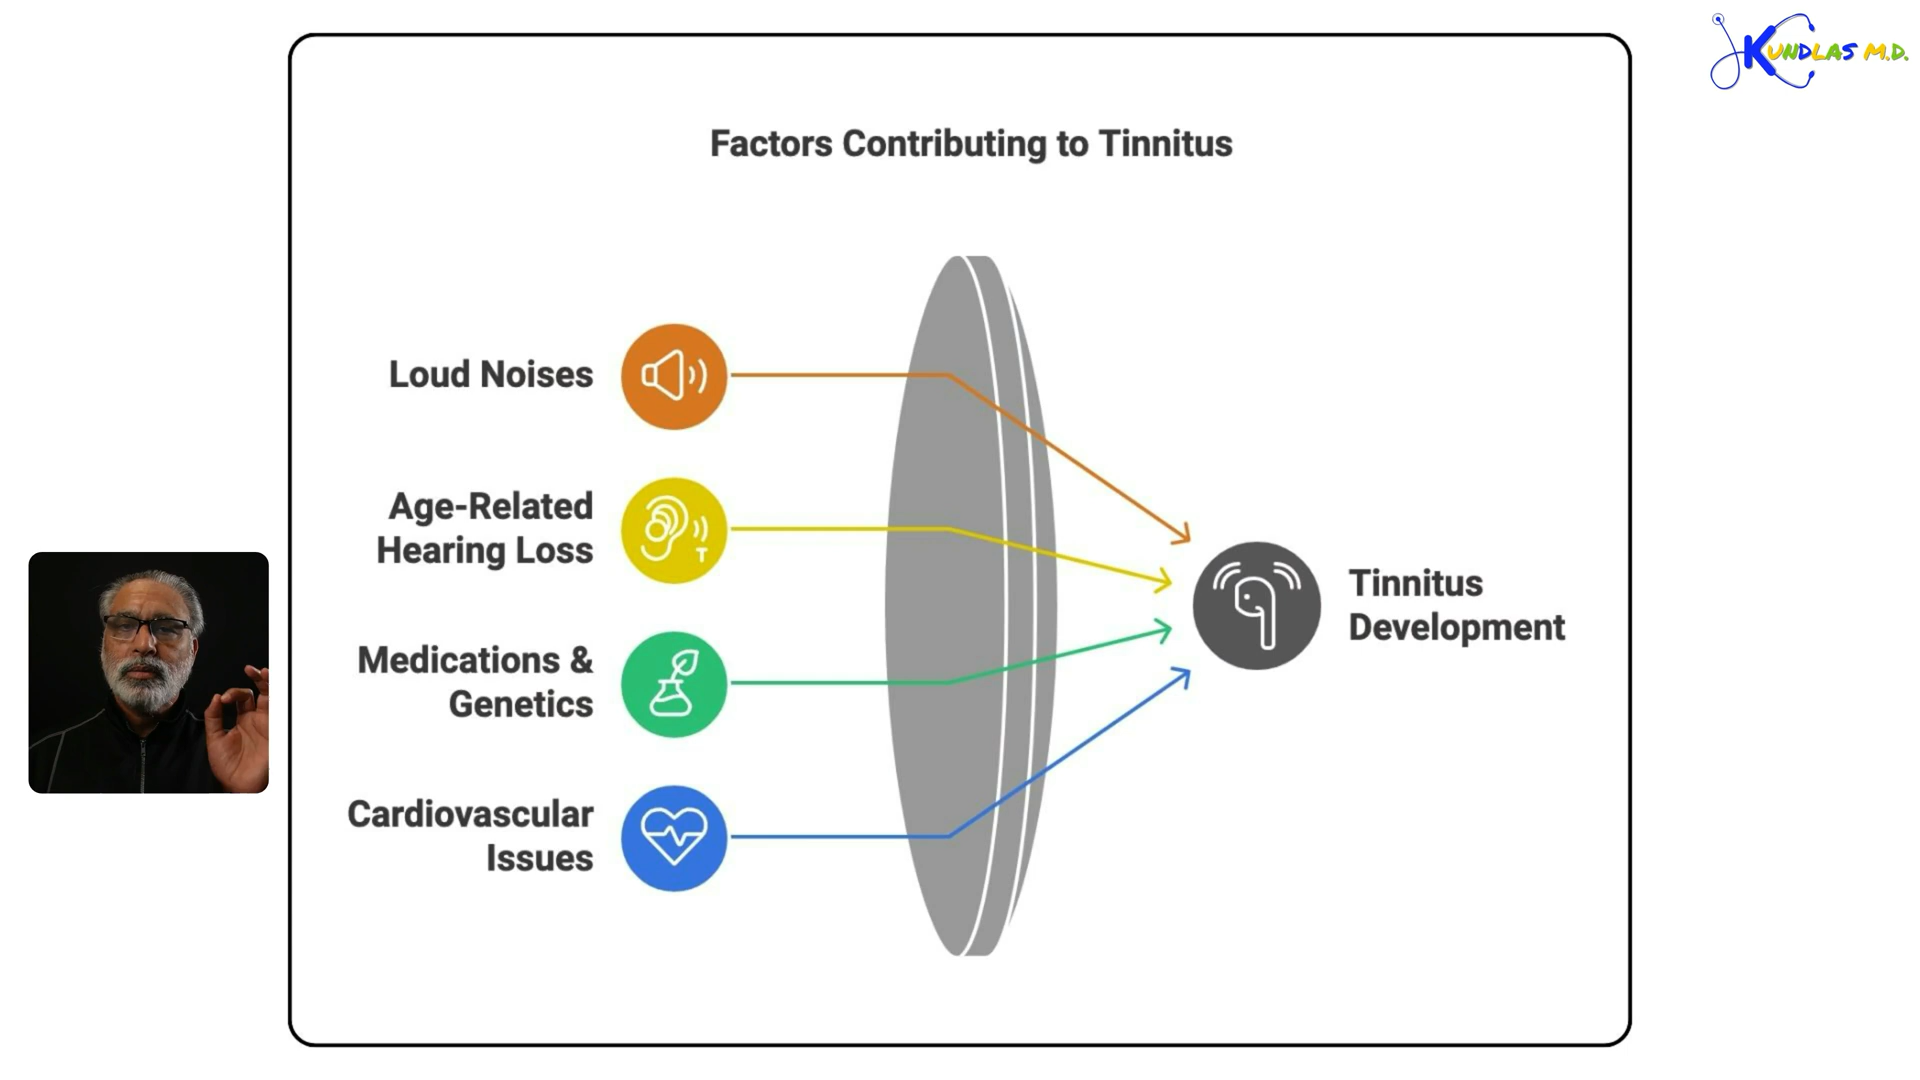 KUNDLAS M.D.
Factors Contributing to Tinnitus
Loud Noises
Age-Related
Hearing Loss
T
Medications &
Genetics
Cardiovascular
Issues
Tinnitus
Development